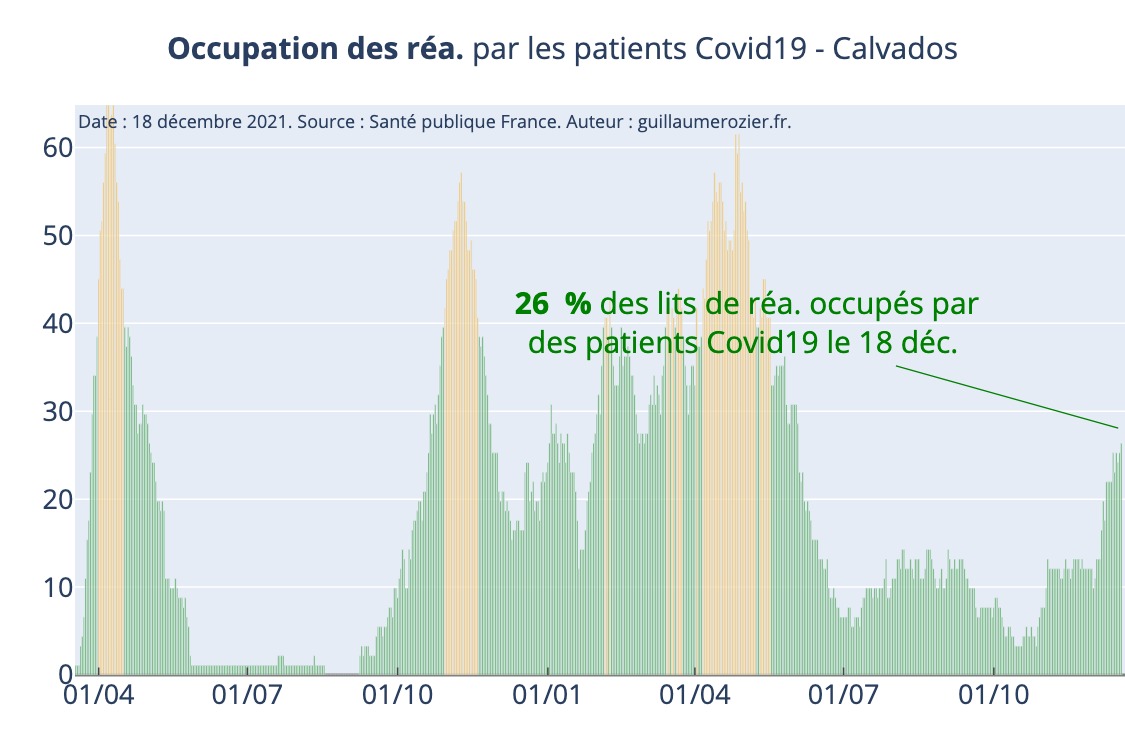 Occupation des réa. par les patients Covid19 - Calvados
Date : 18 décembre 2021. Source : Santé publique France. Auteur : guillaumerozier.fr.
60
50
40
30
20
10
0
26 % des lits de réa. occupés par
des patients Covid19 le 18 déc.
01/04 01/07 01/10 01/01 01/04 01/07 01/10